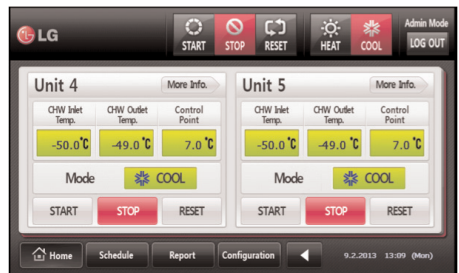 LG
START
STOP
RESET
HEAT
COOL
Admin Mode
LOG OUT
Unit 4
More Info.
CHW Inlet Temp.
CHW Outlet Temp.
Control Point
-50.0℃
-49.0℃
7.0℃
Mode
COOL
START
STOP
RESET
Unit 5
More Info.
CHW Inlet Temp.
CHW Outlet Temp.
Control Point
-50.0℃
-49.0℃
7.0℃
Mode
COOL
START
STOP
RESET
Home
Schedule
Report
Configuration
9.2.2013 13:09 (Mon)